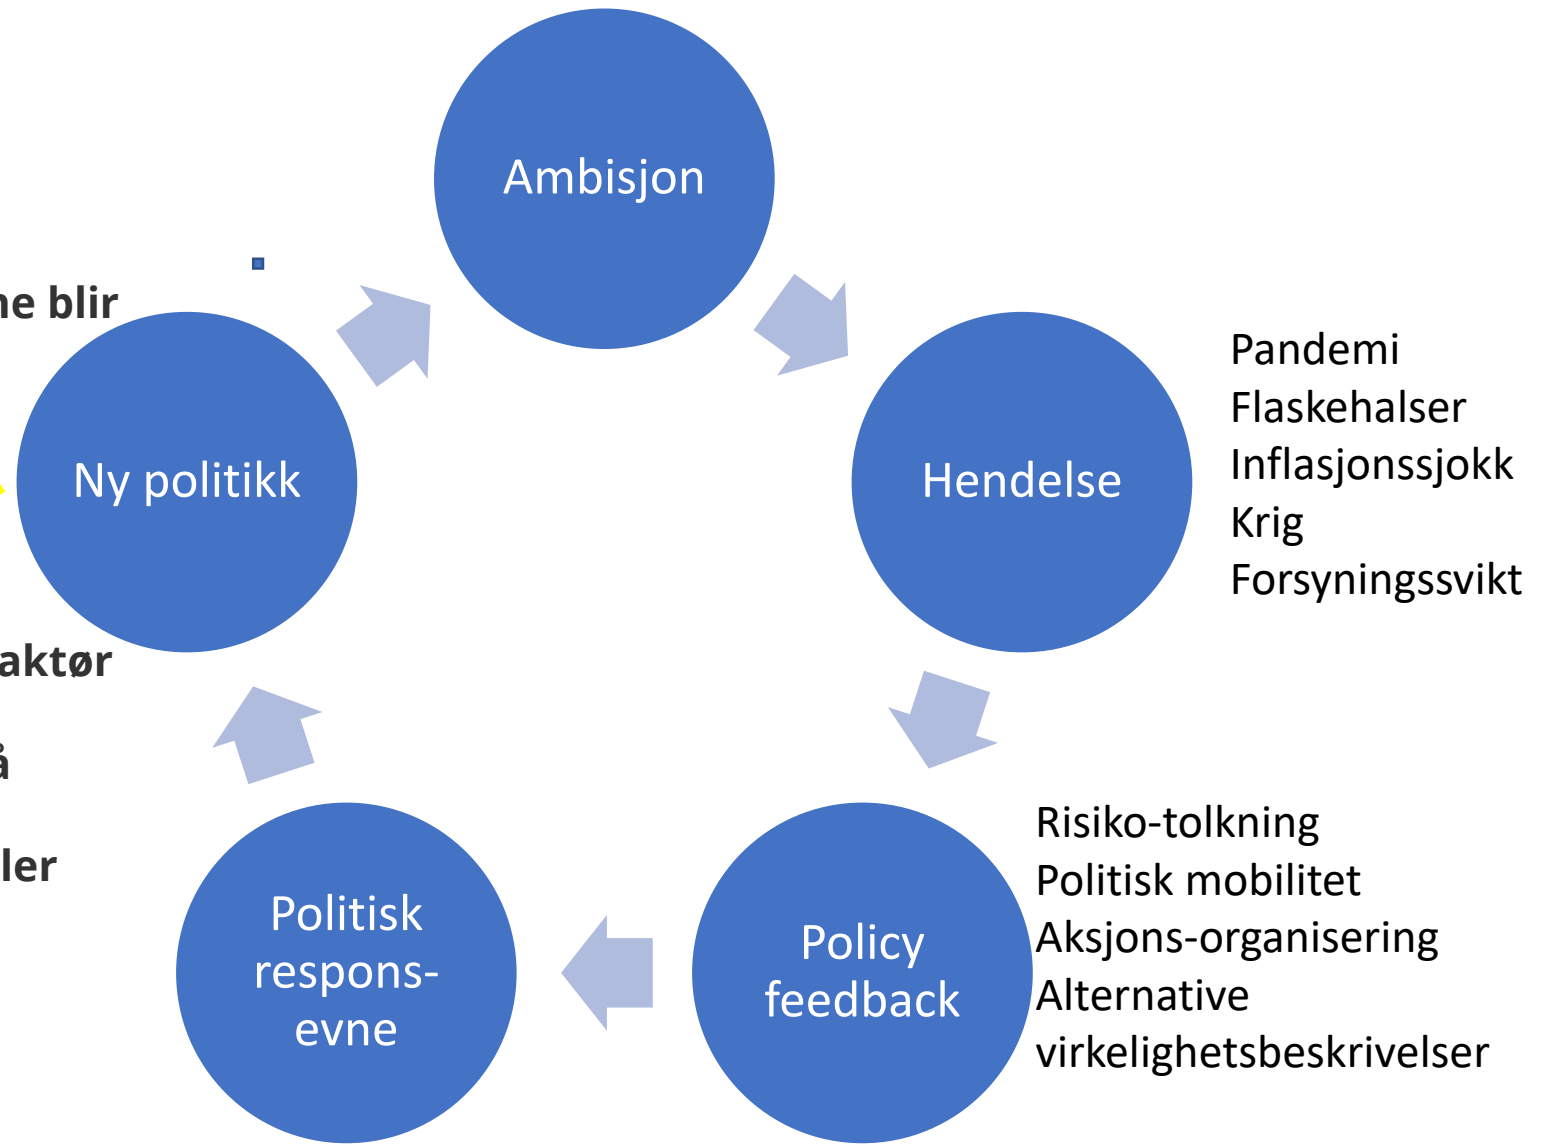 Ambisjon
ne blir
Ny politikk
Hendelse
Pandemi
Flaskehalser
Inflasjonssjokk
Krig
Forsyningssvikt
aktør
å
ler
Politisk
respons-
evne
Policy
feedback
Risiko-tolkning
Politisk mobilitet
Aksjons-organisering
Alternative
virkelighetsbeskrivelser